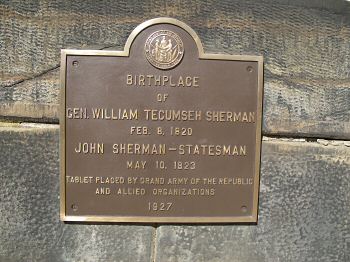 BIRTHPLACE
OF
GEN. WILLIAM TECUMSEH SHERMAN
FEB. 8, 1820
JOHN SHERMAN—STATESMAN
MAY 10, 1823
TABLET PLACED BY GRAND ARMY OF THE REPUBLIC
AND ALLIED ORGANIZATIONS
1927